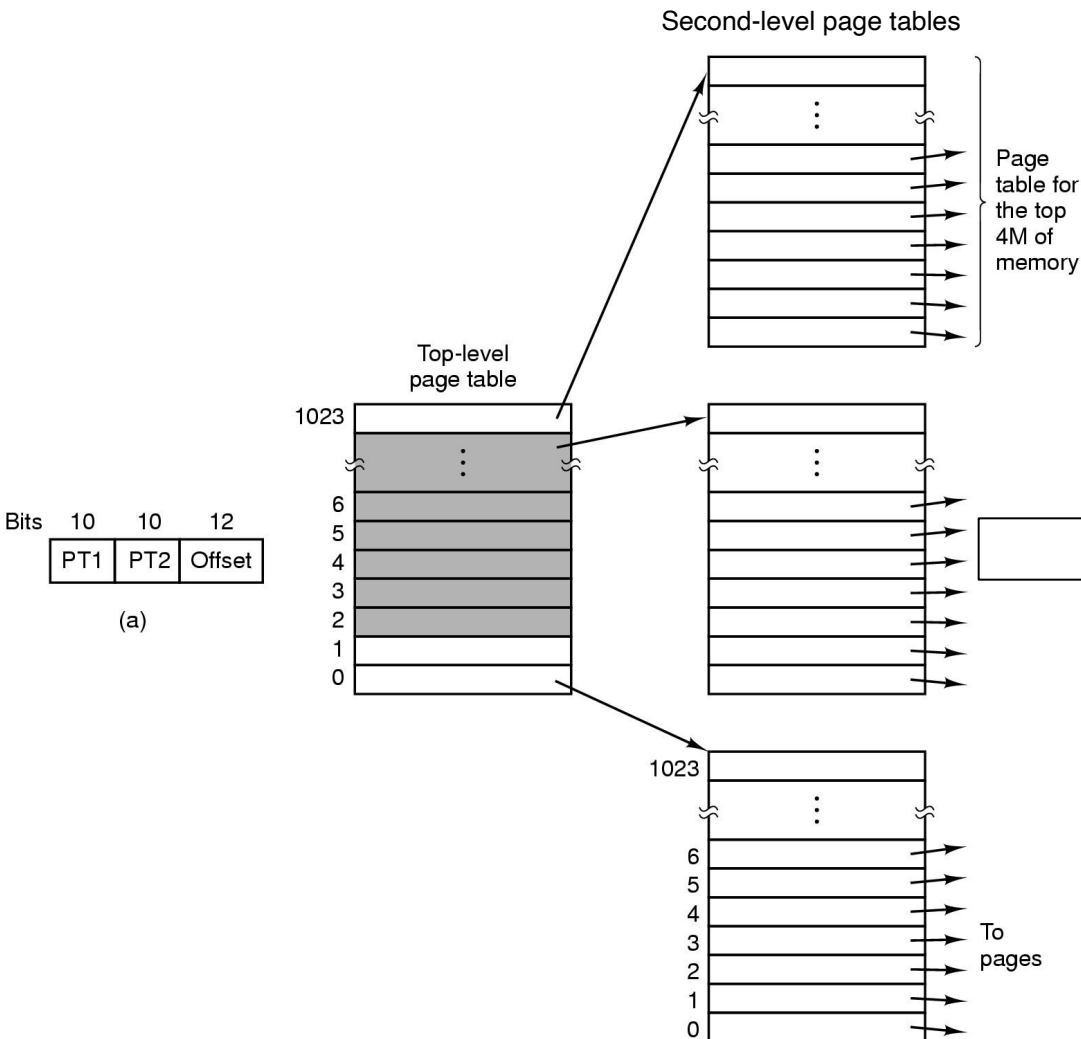 Second-level page tables
Page
table for
the top
4M of
memory
Top-level
page table
1023
6
5
4
3
2
1
0
Bits 10 10 12
PT1 PT2 Offset
(a)
1023
6
5
4
3
2
1
0
To
pages